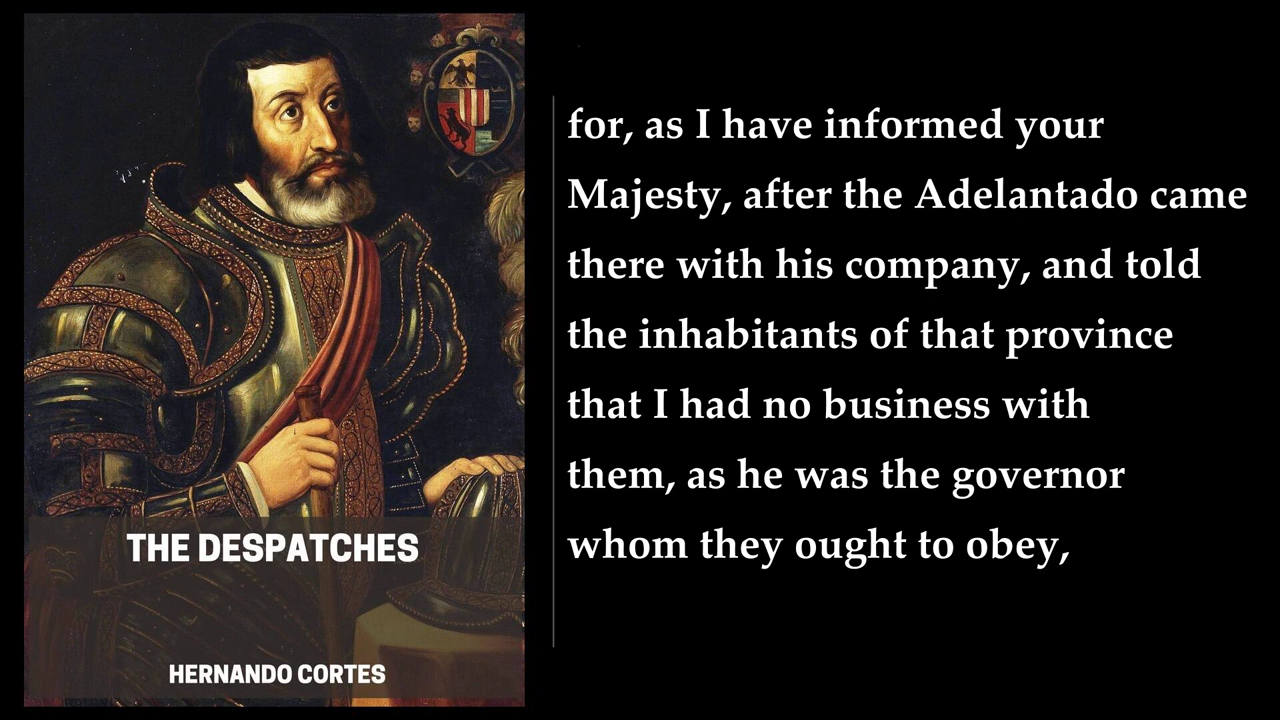 THE DESPATCHES
HERNANDO CORTES
for, as I have informed your
Majesty, after the Adelantado came
there with his company, and told
the inhabitants of that province
that I had no business with
them, as he was the governor
whom they ought to obey,